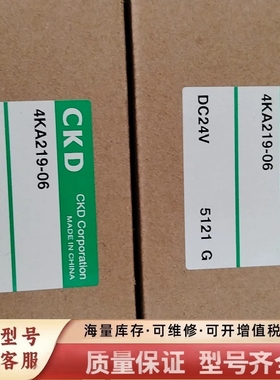 CKD
4KA219-06
CKD Corporation
MADE IN CHINA
4KA219-06
DC24V
5121 G
型号
客服
海量库存·可维修·可开增值税
质量保证 型号齐全